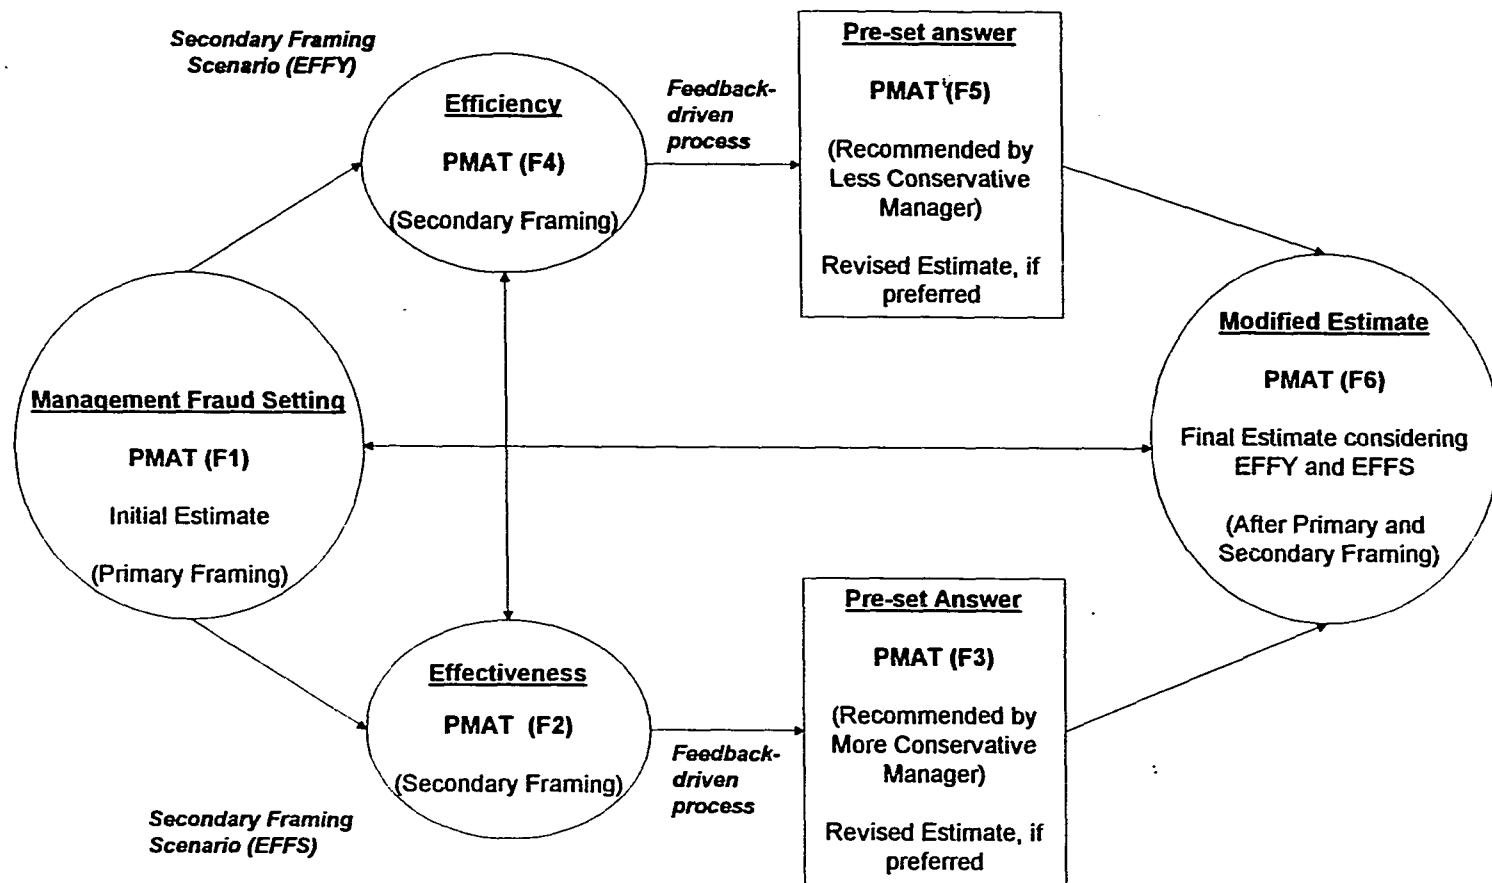 Secondary Framing
Scenario (EFFY)
Efficiency
PMAT (F4)
(Secondary Framing)
Feedback-
driven
process
Pre-set answer
PMAT (F5)
(Recommended by
Less Conservative
Manager)
Revised Estimate, if
preferred
Management Fraud Setting
PMAT (F1)
Initial Estimate
(Primary Framing)
Modified Estimate
PMAT (F6)
Final Estimate considering
EFFY and EFFS
(After Primary and
Secondary Framing)
Effectiveness
PMAT (F2)
(Secondary Framing)
Secondary Framing
Scenario (EFFS)
Feedback-
driven
process
Pre-set Answer
PMAT (F3)
(Recommended by
More Conservative
Manager)
Revised Estimate, if
preferred